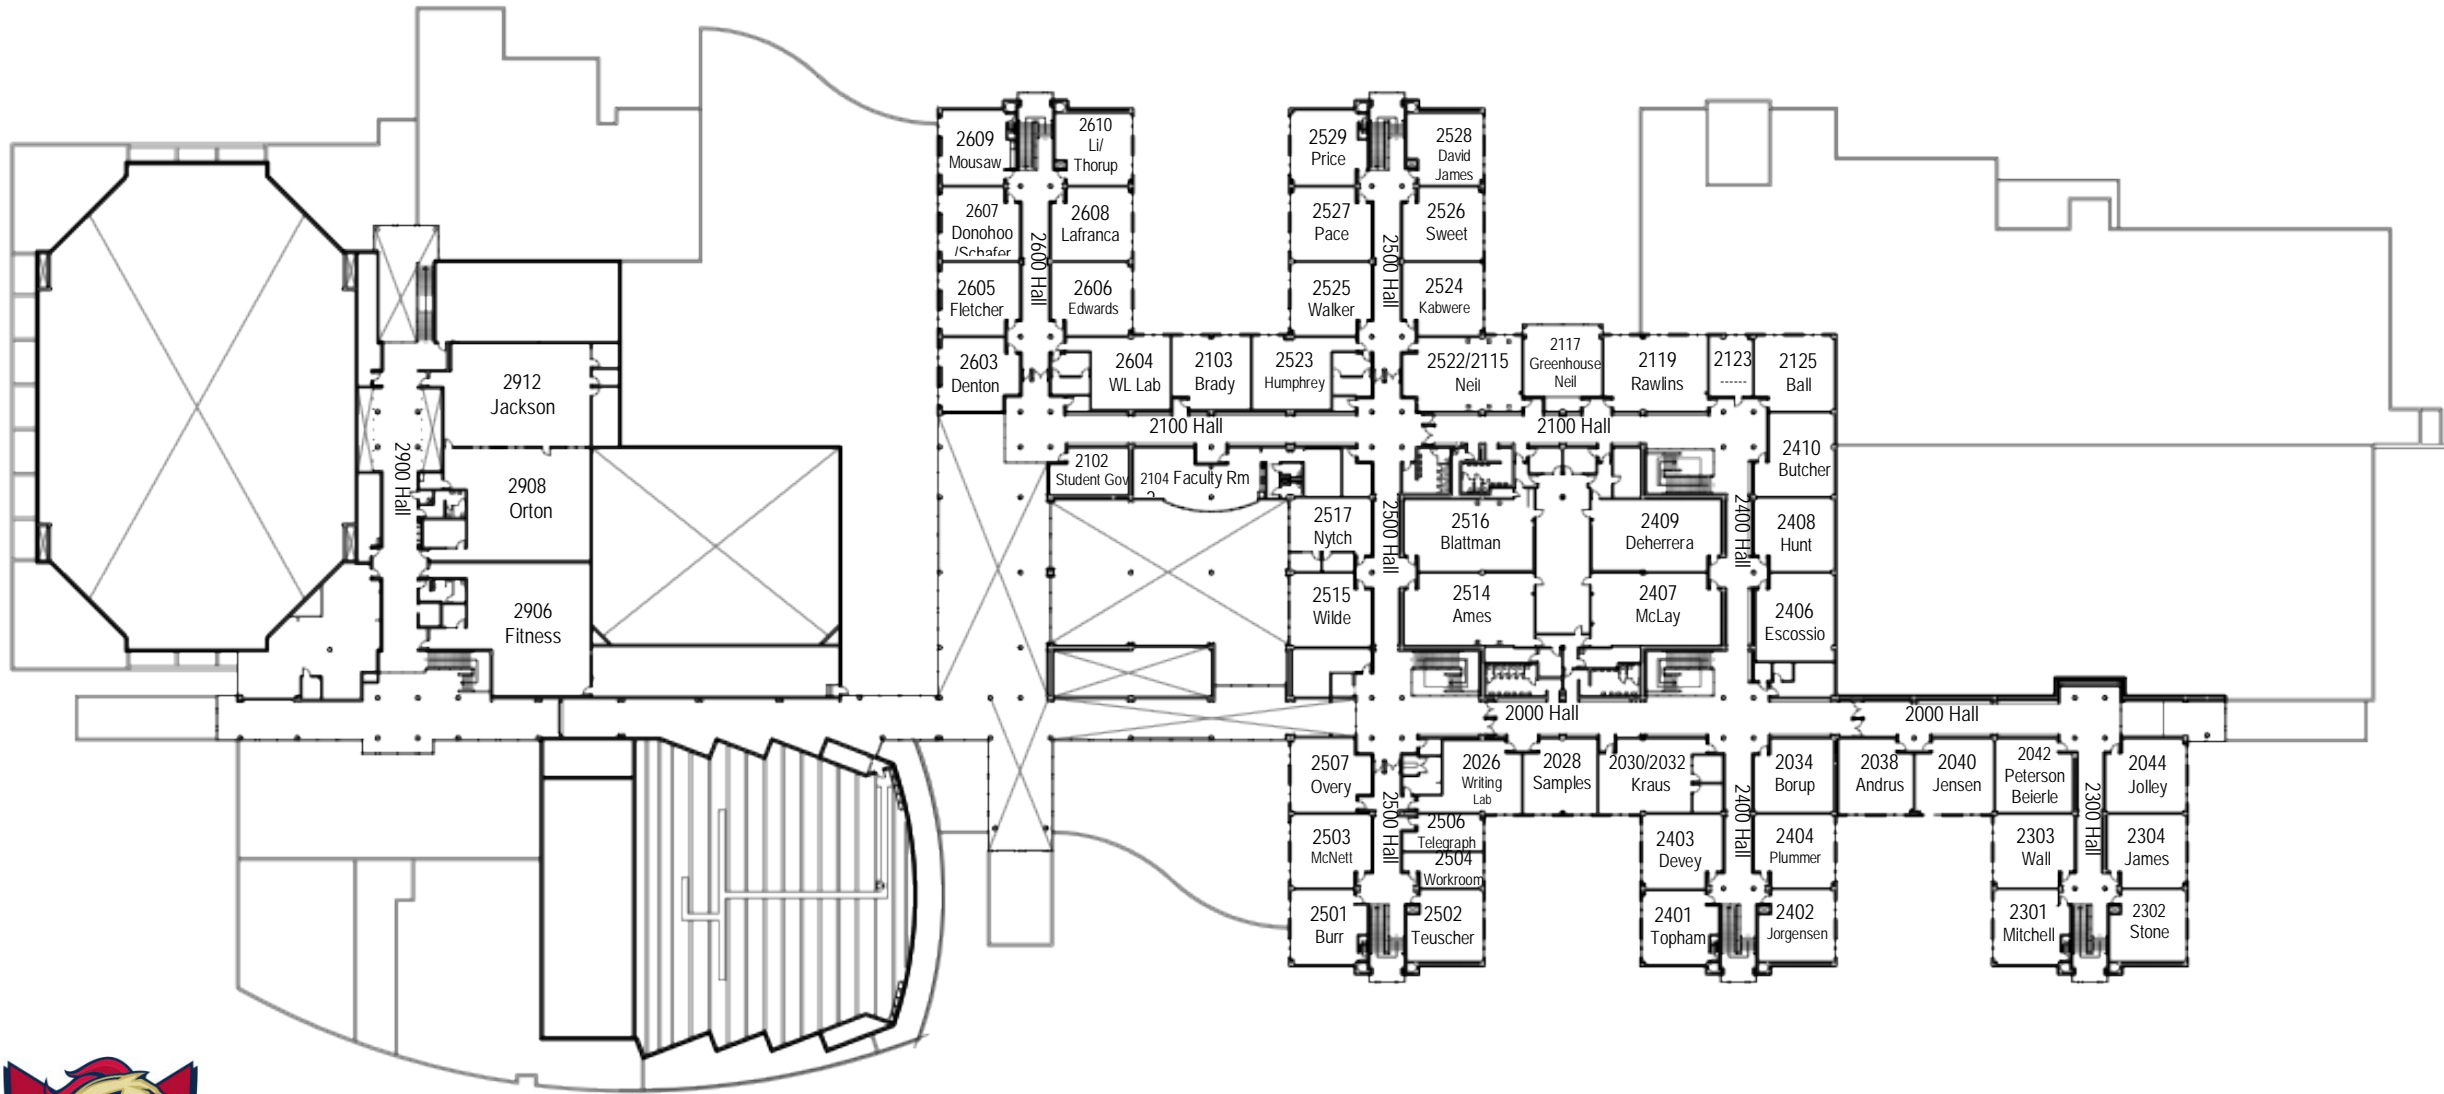 2609
Mousaw
2610
Li/
Thorup
2529
Price
2528
David
James
2607
Donohoo
/Schafer
2608
Lafranca
2527
Pace
2526
Sweet
2600 Hall
2500 Hall
2605
Fletcher
2606
Edwards
2525
Walker
2524
Kabwere
2603
Denton
2604
WL Lab
2103
Brady
2523
Humphrey
2522/2115
Neil
2117
Greenhouse
Neil
2119
Rawlins
2123
------
2125
Ball
2912
Jackson
2100 Hall
2100 Hall
2900 Hall
2908
Orton
2102
Student Gov
2104 Faculty Rm
2410
Butcher
2517
Nytch
2500 Hall
2516
Blattman
2409
Deherrera
2400 Hall
2408
Hunt
2906
Fitness
2515
Wilde
2514
Ames
2407
McLay
2406
Escossio
2000 Hall
2000 Hall
2507
Overy
2026
Writing
Lab
2028
Samples
2030/2032
Kraus
2034
Borup
2038
Andrus
2040
Jensen
2042
Peterson
Beierle
2044
Jolley
2500 Hall
2400 Hall
2300 Hall
2503
McNett
2506
Telegraph
2504
Workroom
2403
Devey
2404
Plummer
2303
Wall
2304
James
2501
Burr
2502
Teuscher
2401
Topham
2402
Jorgensen
2301
Mitchell
2302
Stone